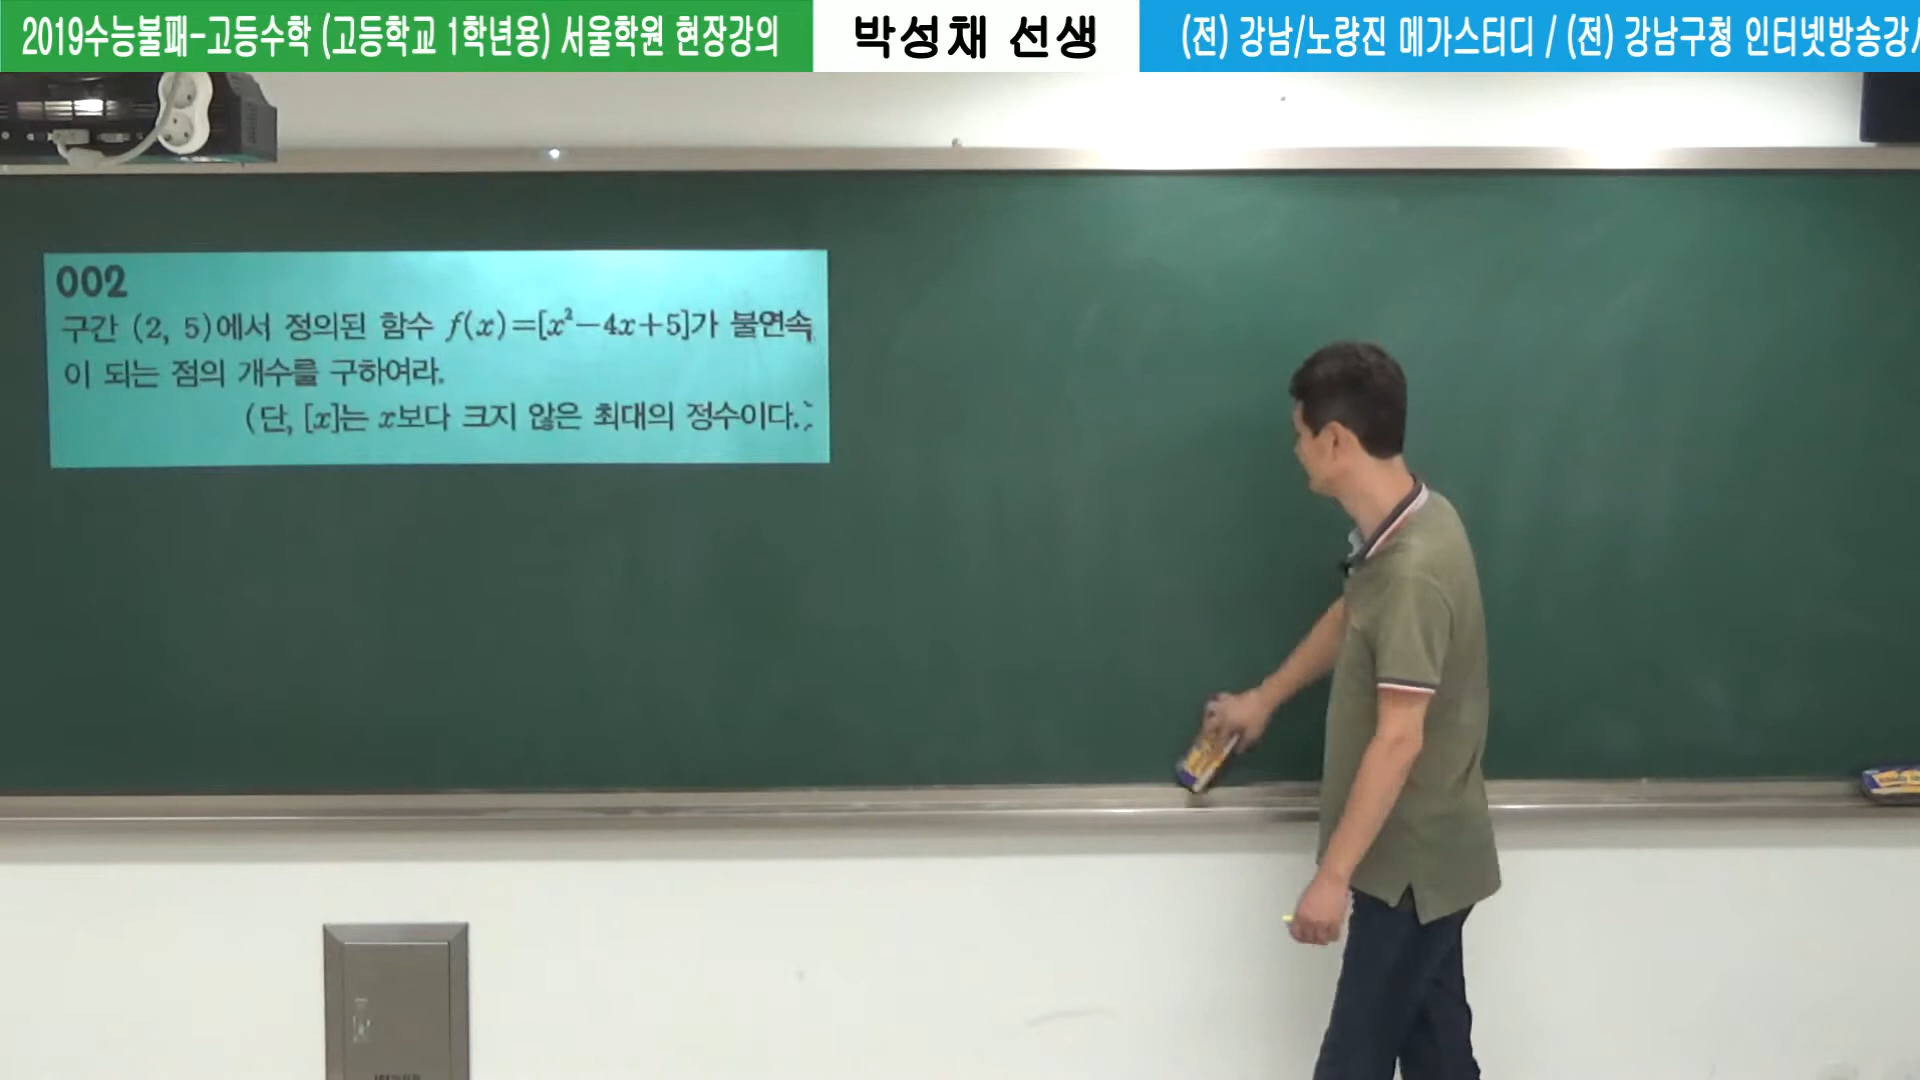 2019수능불패-고등수학 (고등학교 1학년용) 서울학원 현장강의
박성채 선생
(전) 강남/노량진 메가스터디 / (전) 강남구청 인터넷방송강사
002
구간 (2, 5)에서 정의된 함수 f(x)=[x²-4x+5]가 불연속
이 되는 점의 개수를 구하여라.
(단, [x]는 x보다 크지 않은 최대의 정수이다.)